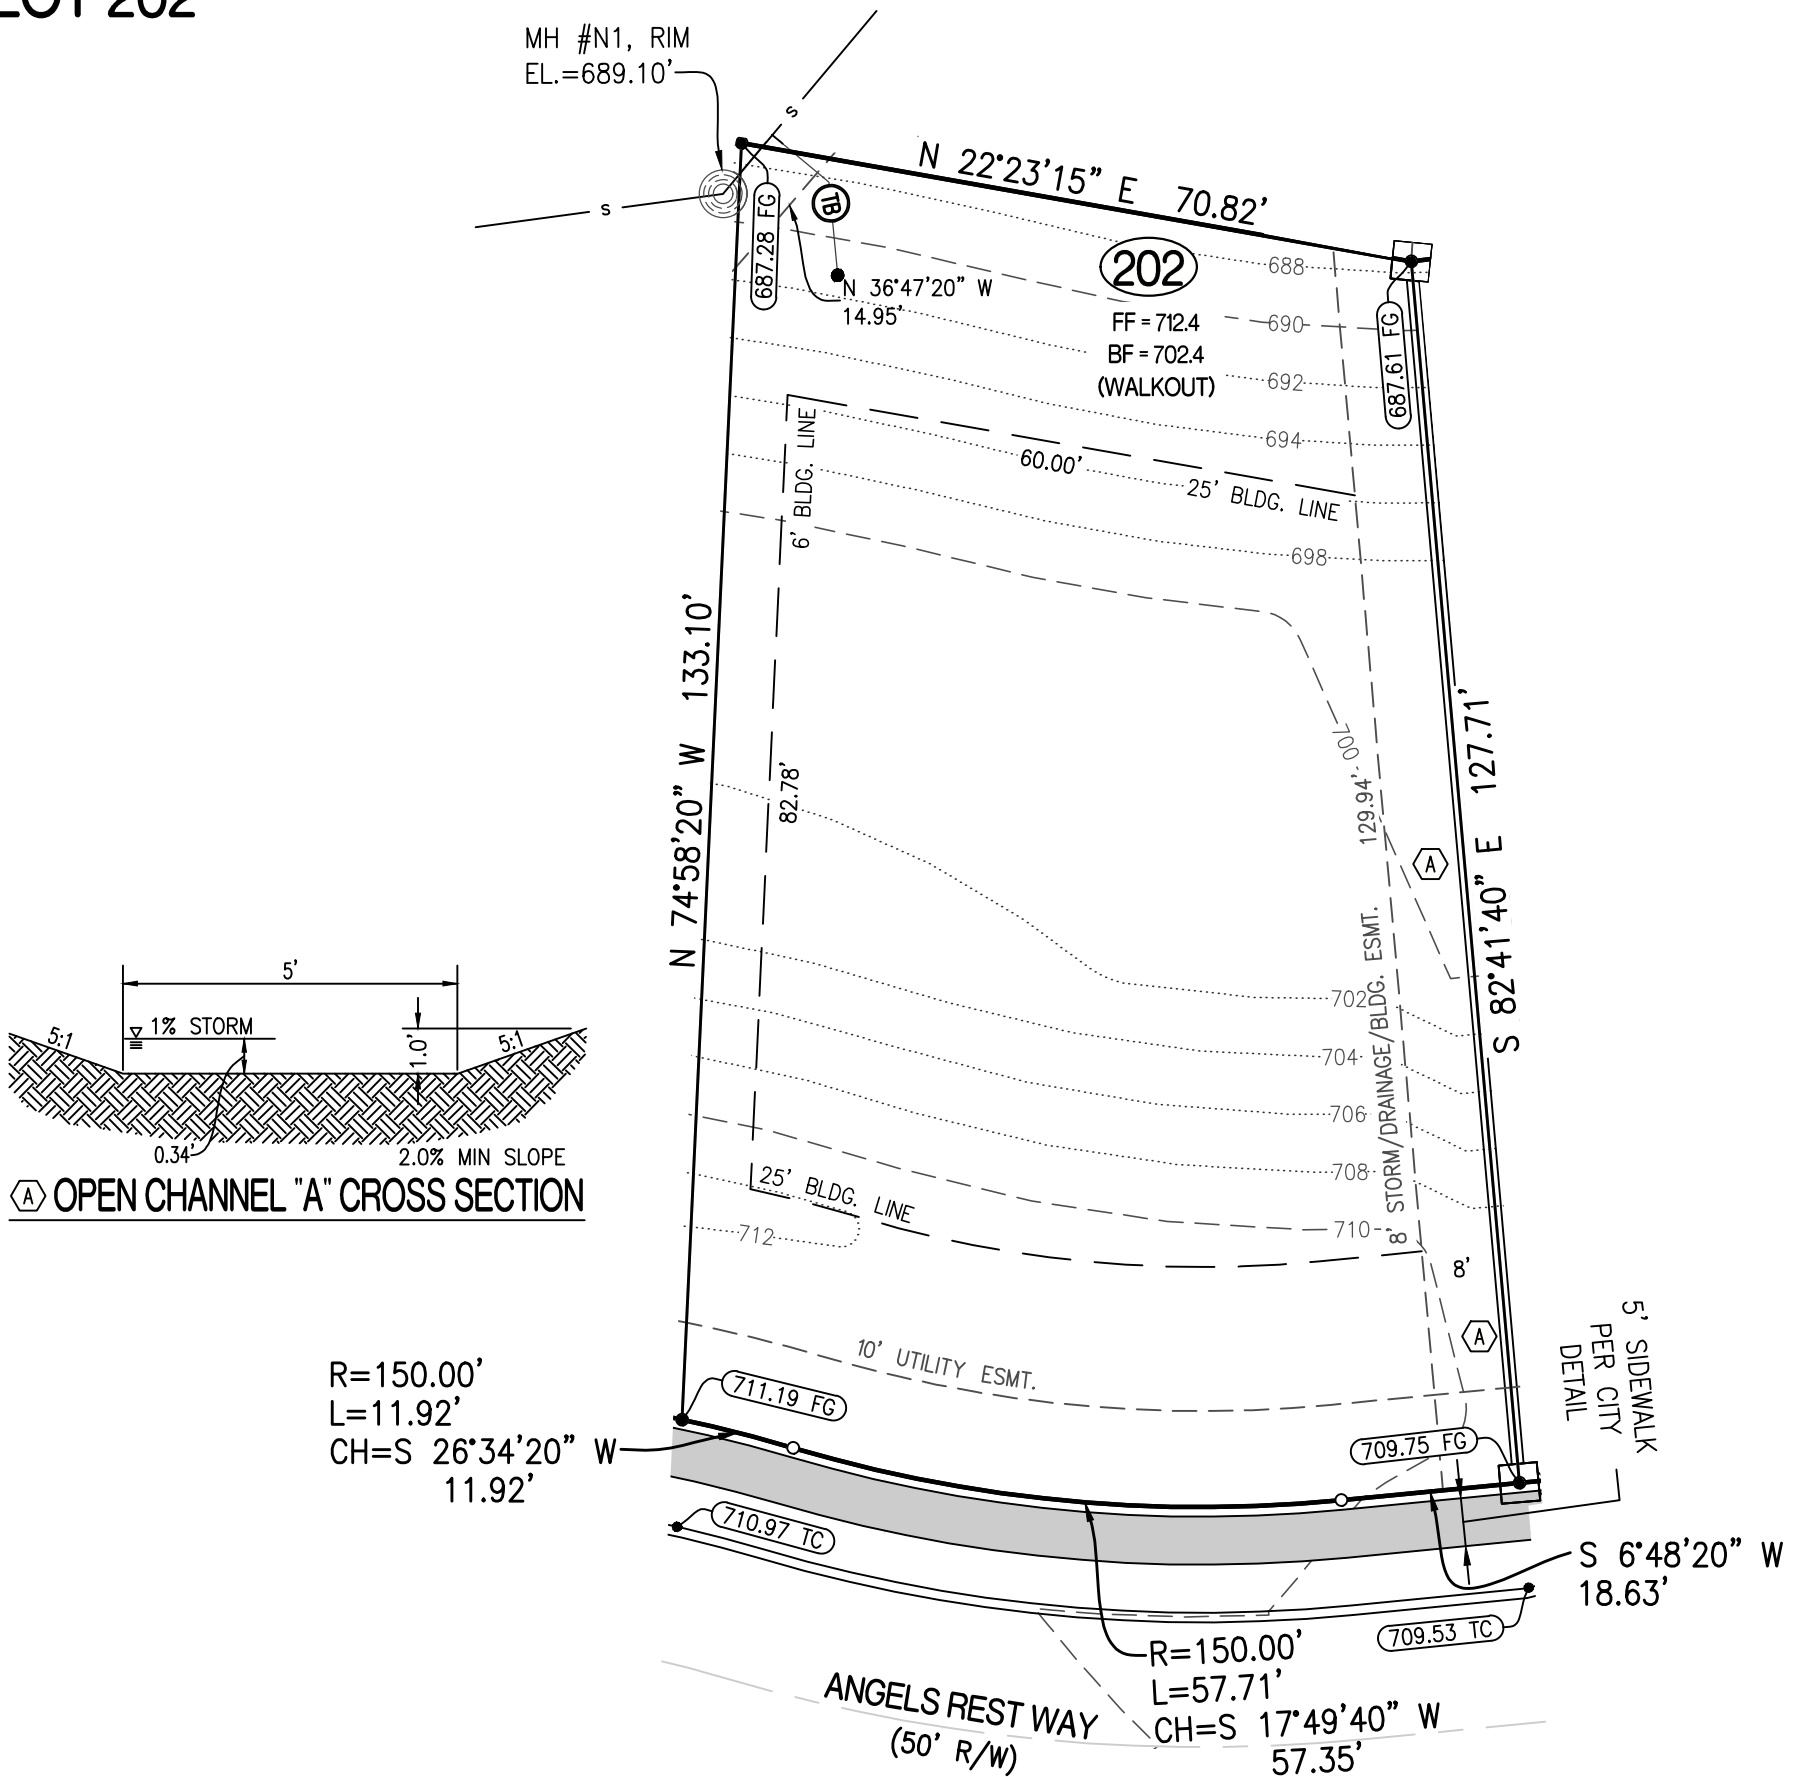 LOT 202
MH #N1, RIM
EL.=689.10'
S
S
N 22°23'15" E 70.82'
TB
687.28 FG
N 36°47'20" W
14.95'
202
FF = 712.4
BF = 702.4
(WALKOUT)
688
690
692
694
698
687.61 FG
60.00'
25' BLDG. LINE
6' BLDG. LINE
N 74°58'20" W 133.10'
82.78'
700
129.94'
S 82°41'40" E 127.71'
A
8' STORM/DRAINAGE/BLDG. ESMT.
702
704
706
708
710
712
25' BLDG. LINE
8'
A
5'
1% STORM
5:1
5:1
1.0'
0.34'
2.0% MIN SLOPE
A OPEN CHANNEL "A" CROSS SECTION
10' UTILITY ESMT.
5' SIDEWALK
PER CITY
DETAIL
R=150.00'
L=11.92'
CH=S 26°34'20" W
11.92'
711.19 FG
709.75 FG
710.97 TC
709.53 TC
S 6°48'20" W
18.63'
R=150.00'
L=57.71'
CH=S 17°49'40" W
57.35'
ANGELS REST WAY
(50' R/W)